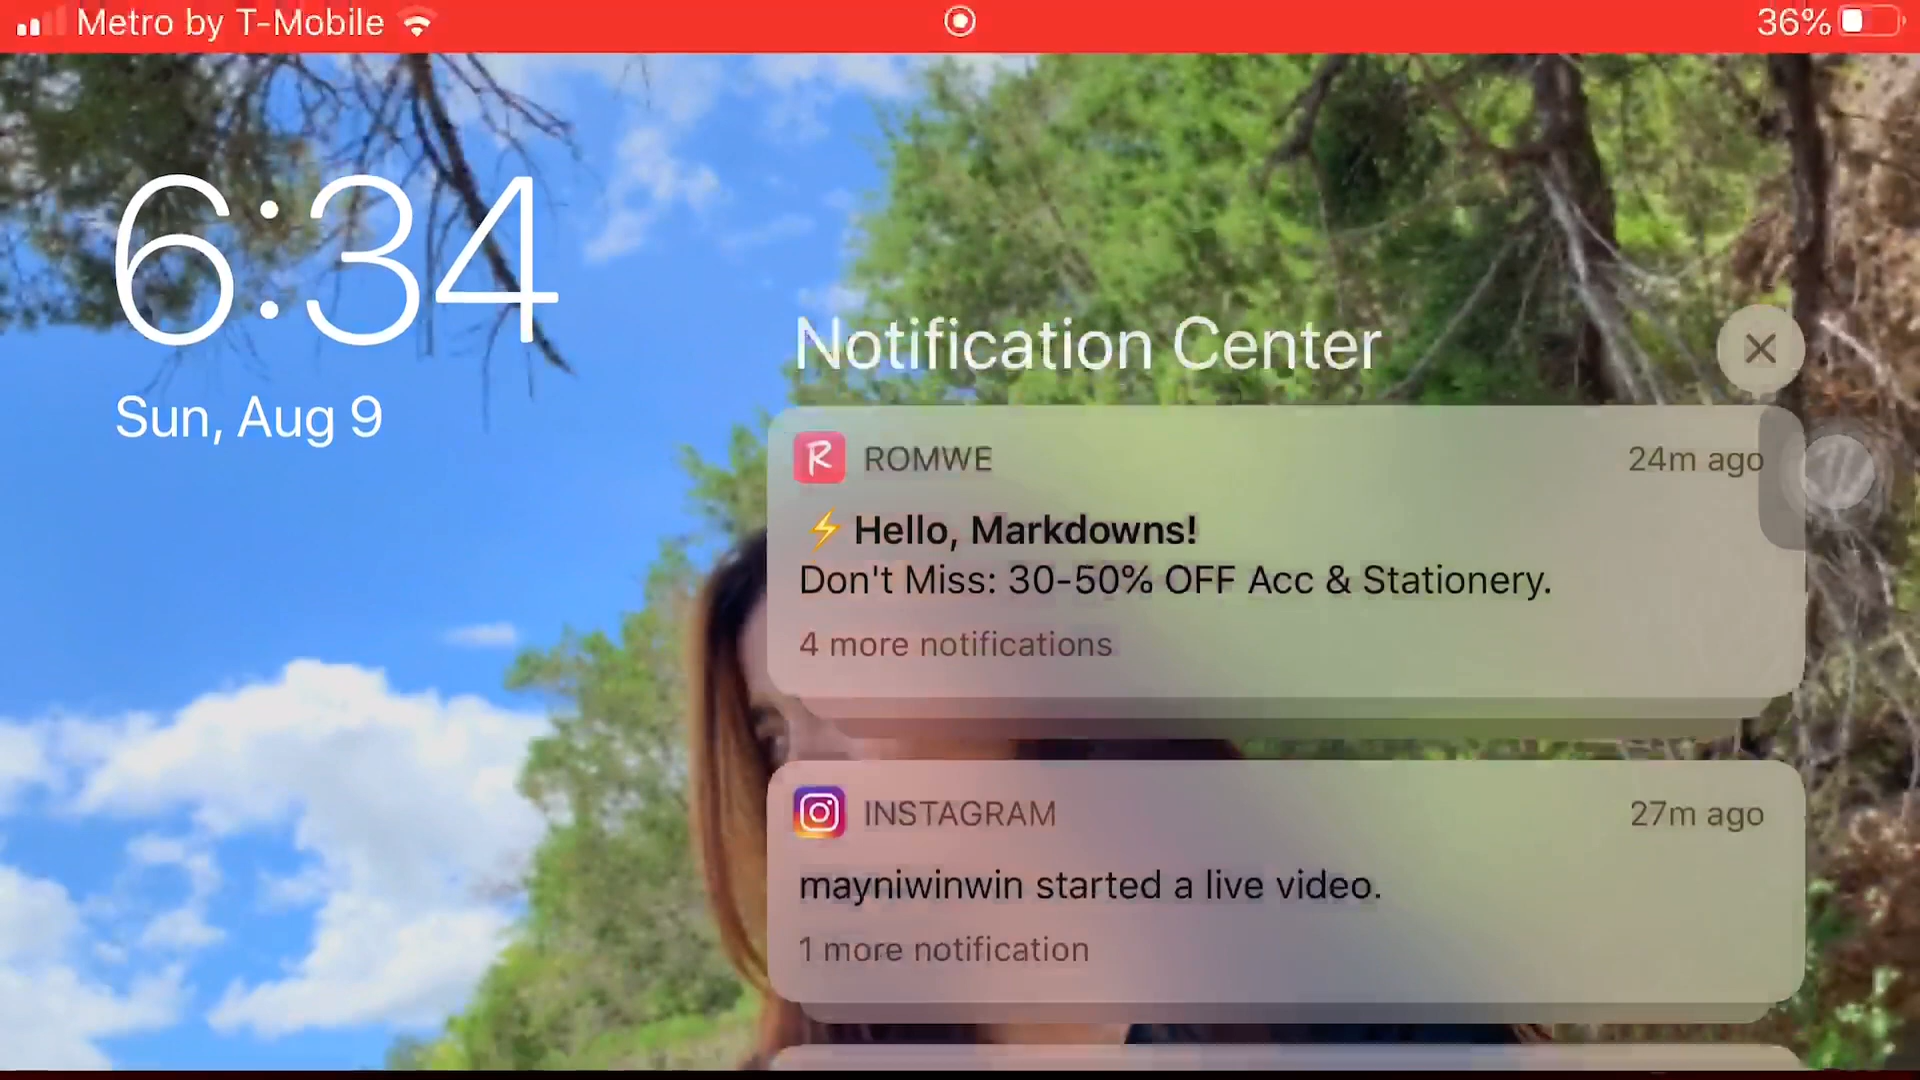 Metro by T-Mobile
36%
6:34
Sun, Aug 9
Notification Center
ROMWE
24m ago
⚡ Hello, Markdowns!
Don't Miss: 30-50% OFF Acc & Stationery.
4 more notifications
INSTAGRAM
27m ago
mayniwinwin started a live video.
1 more notification